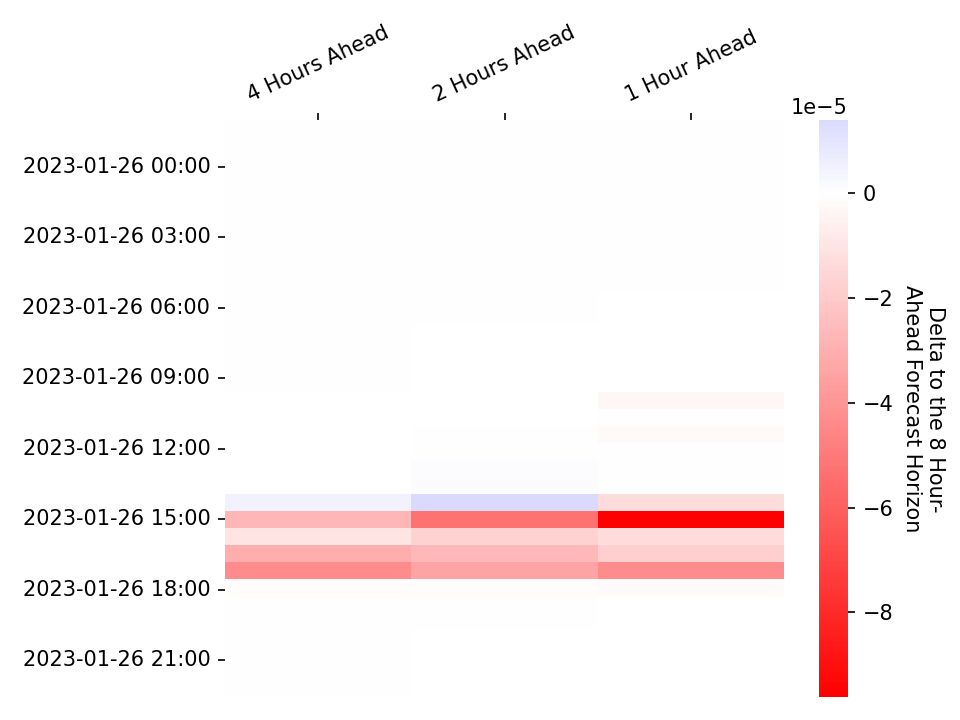 4 Hours Ahead
2 Hours Ahead
1 Hour Ahead
1e−5
2023-01-26 00:00
2023-01-26 03:00
2023-01-26 06:00
2023-01-26 09:00
2023-01-26 12:00
2023-01-26 15:00
2023-01-26 18:00
2023-01-26 21:00
0
−2
−4
−6
−8
Delta to the 8 Hour-
Ahead Forecast Horizon